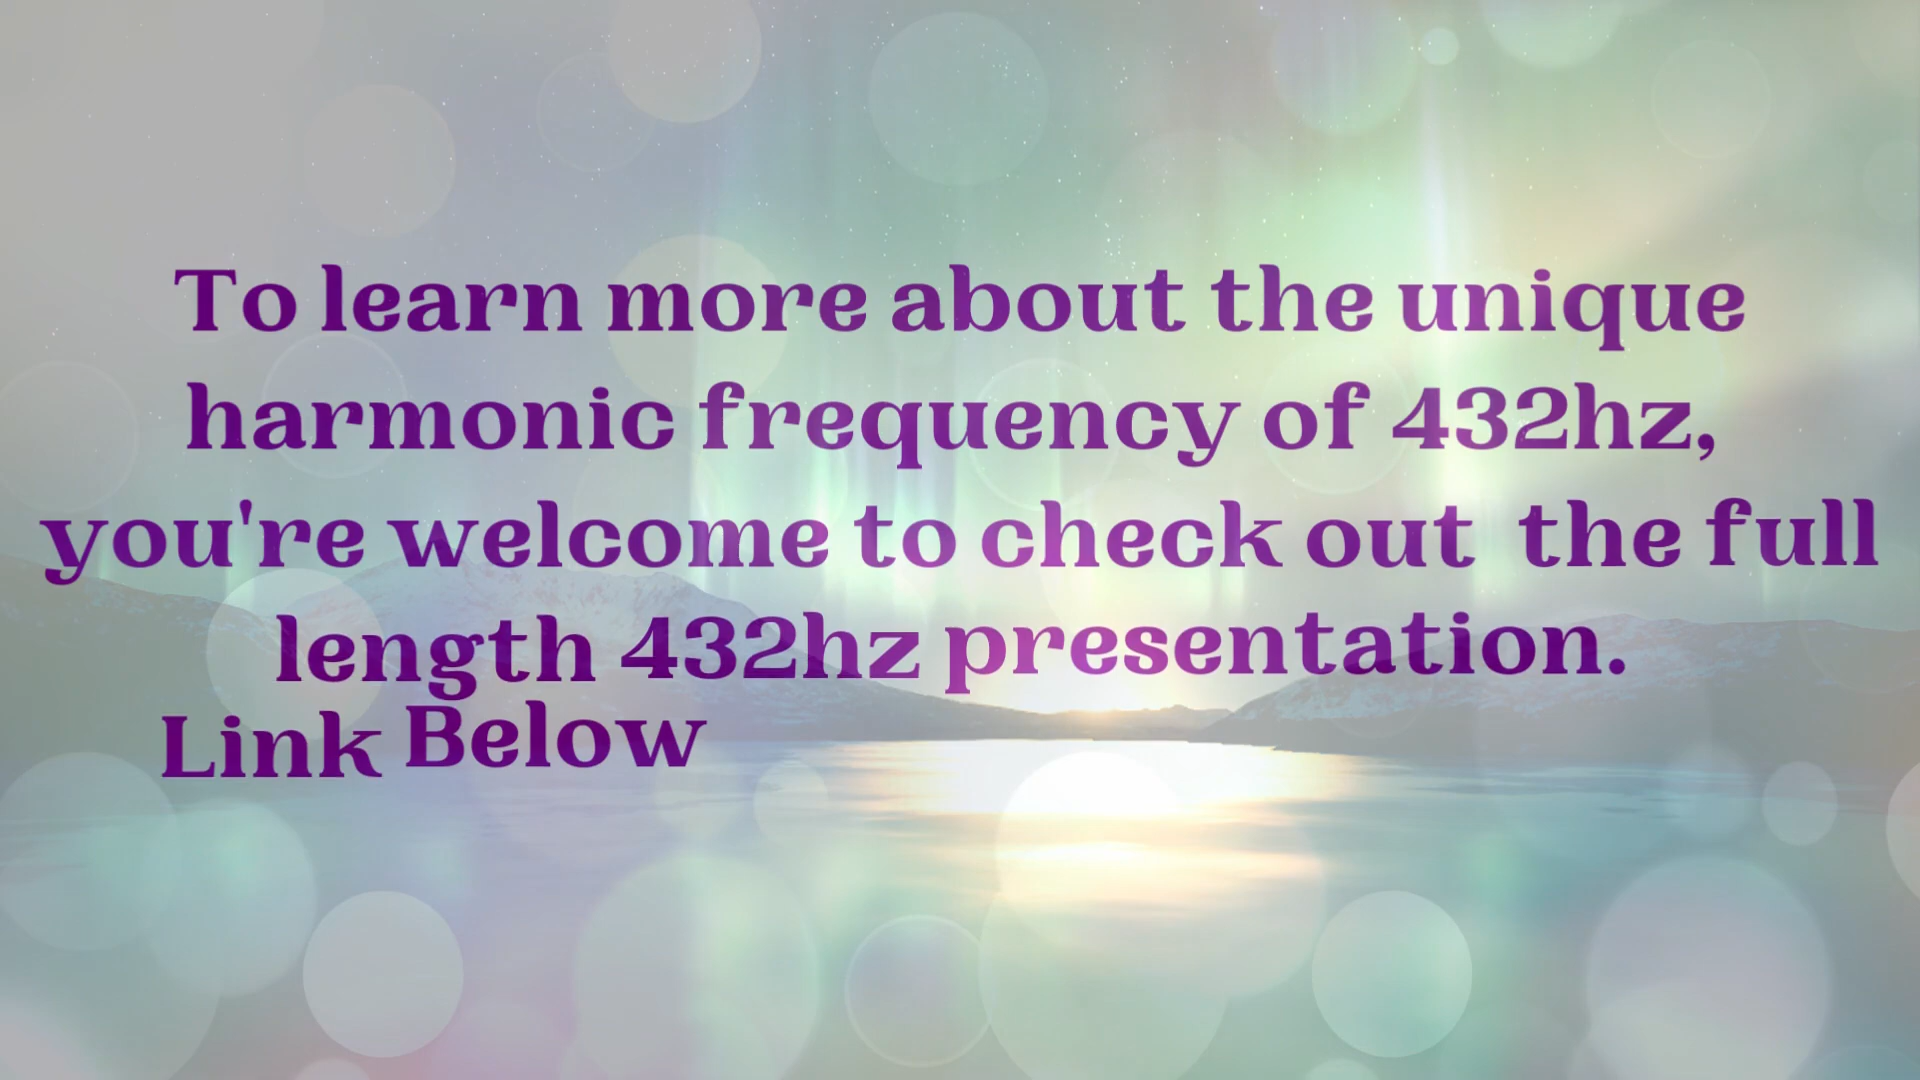 To learn more about the unique
harmonic frequency of 432hz,
you're welcome to check out  the full
length 432hz presentation.
Link Below